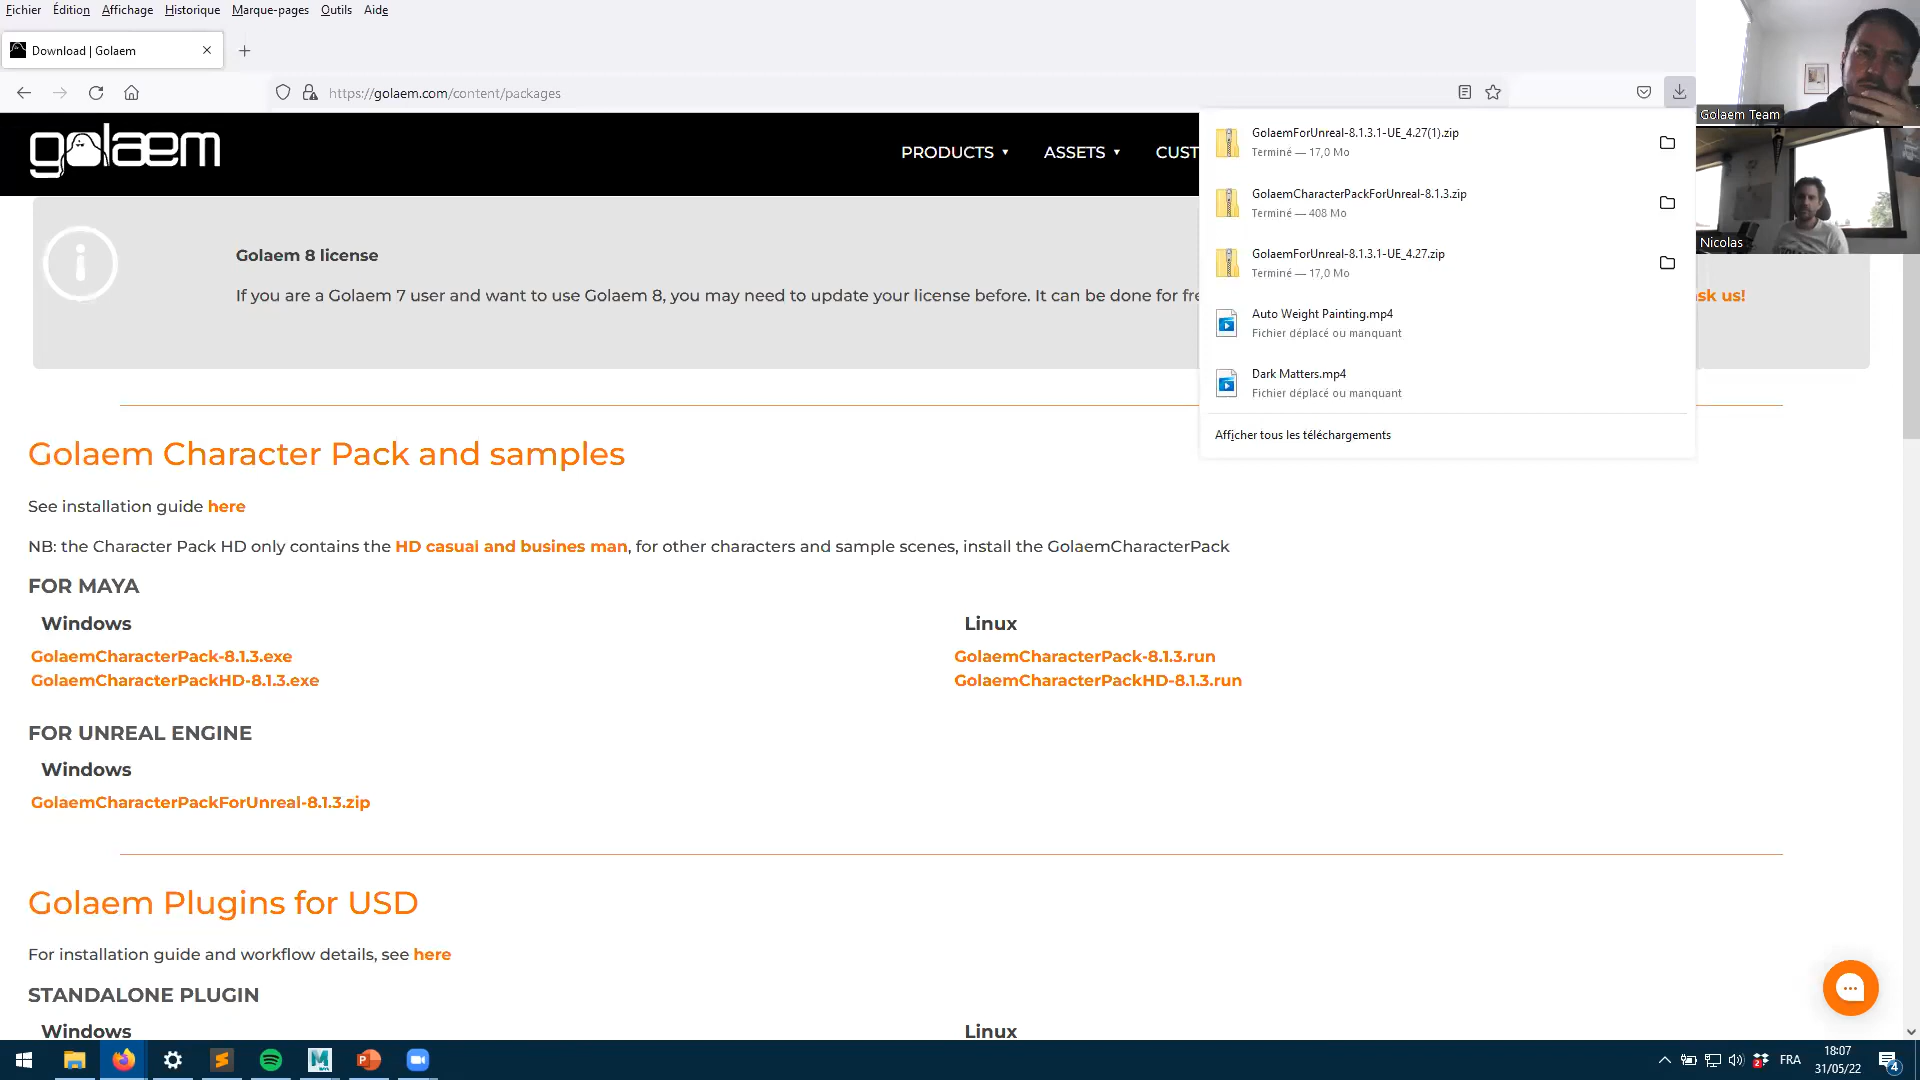 Fichier Édition Affichage Historique Marque-pages Outils Aide
Download | Golaem
https://golaem.com/content/packages
golaem
PRODUCTS ASSETS CUST
GolaemForUnreal-8.1.3.1-UE_4.27(1).zip
Terminé — 17,0 Mo
GolaemCharacterPackForUnreal-8.1.3.zip
Terminé — 408 Mo
GolaemForUnreal-8.1.3.1-UE_4.27.zip
Terminé — 17,0 Mo
Auto Weight Painting.mp4
Fichier déplacé ou manquant
Dark Matters.mp4
Fichier déplacé ou manquant
Afficher tous les téléchargements
Golaem Team
Nicolas
Golaem 8 license
If you are a Golaem 7 user and want to use Golaem 8, you may need to update your license before. It can be done for fre
sk us!
Golaem Character Pack and samples
See installation guide here
NB: the Character Pack HD only contains the HD casual and busines man, for other characters and sample scenes, install the GolaemCharacterPack
FOR MAYA
Windows
GolaemCharacterPack-8.1.3.exe
GolaemCharacterPackHD-8.1.3.exe
Linux
GolaemCharacterPack-8.1.3.run
GolaemCharacterPackHD-8.1.3.run
FOR UNREAL ENGINE
Windows
GolaemCharacterPackForUnreal-8.1.3.zip
Golaem Plugins for USD
For installation guide and workflow details, see here
STANDALONE PLUGIN
Windows
Linux
FRA
18:07
31/05/22
4